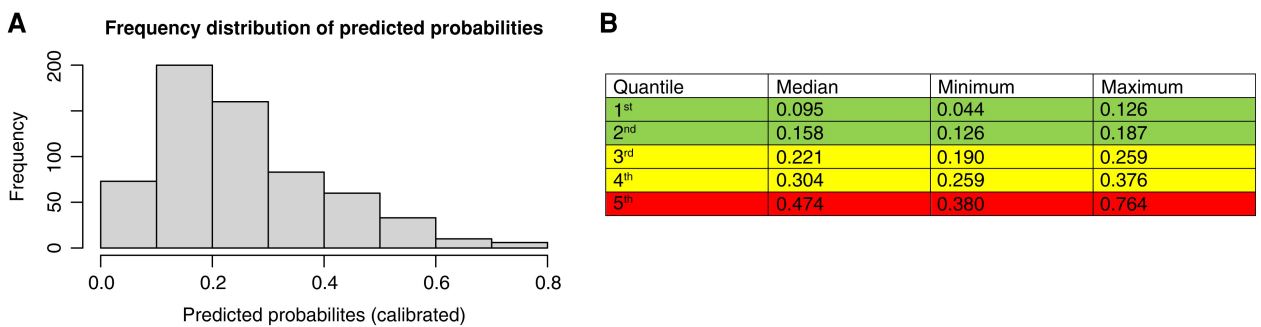 A
Frequency distribution of predicted probabilities
Frequency
200
100
50
0
0.0 0.2 0.4 0.6 0.8
Predicted probabilites (calibrated)
B
Quantile Median Minimum Maximum
1st 0.095 0.044 0.126
2nd 0.158 0.126 0.187
3rd 0.221 0.190 0.259
4th 0.304 0.259 0.376
5th 0.474 0.380 0.764